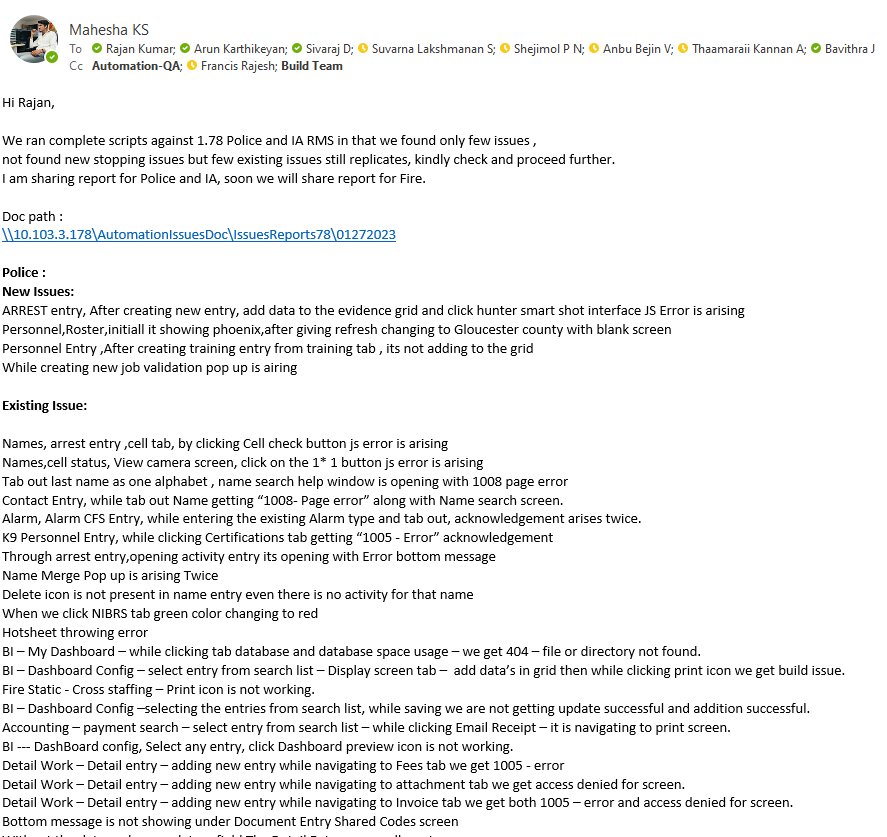 Mahesha KS
To Rajan Kumar; Arun Karthikeyan; Sivaraj D; Suvarna Lakshmanan S; Shejimol P N; Anbu Bejin V; Thaamaraii Kannan A; Bavithra J
Cc Automation-QA; Francis Rajesh; Build Team
Hi Rajan,
We ran complete scripts against 1.78 Police and IA RMS in that we found only few issues ,
not found new stopping issues but few existing issues still replicates, kindly check and proceed further.
I am sharing report for Police and IA, soon we will share report for Fire.
Doc path :
\\10.103.3.178\AutomationIssuesDoc\IssuesReports78\01272023
Police :
New Issues:
ARREST entry, After creating new entry, add data to the evidence grid and click hunter smart shot interface JS Error is arising
Personnel,Roster,initiall it showing phoenix,after giving refresh changing to Gloucester county with blank screen
Personnel Entry ,After creating training entry from training tab , its not adding to the grid
While creating new job validation pop up is airing
Existing Issue:
Names, arrest entry ,cell tab, by clicking Cell check button js error is arising
Names,cell status, View camera screen, click on the 1* 1 button js error is arising
Tab out last name as one alphabet , name search help window is opening with 1008 page error
Contact Entry, while tab out Name getting “1008- Page error” along with Name search screen.
Alarm, Alarm CFS Entry, while entering the existing Alarm type and tab out, acknowledgement arises twice.
K9 Personnel Entry, while clicking Certifications tab getting “1005 - Error” acknowledgement
Through arrest entry,opening activity entry its opening with Error bottom message
Name Merge Pop up is arising Twice
Delete icon is not present in name entry even there is no activity for that name
When we click NIBRS tab green color changing to red
Hotsheet throwing error
BI – My Dashboard – while clicking tab database and database space usage – we get 404 – file or directory not found.
BI – Dashboard Config – select entry from search list – Display screen tab –  add data’s in grid then while clicking print icon we get build issue.
Fire Static - Cross staffing – Print icon is not working.
BI – Dashboard Config –selecting the entries from search list, while saving we are not getting update successful and addition successful.
Accounting – payment search – select entry from search list – while clicking Email Receipt – it is navigating to print screen.
BI --- DashBoard config, Select any entry, click Dashboard preview icon is not working.
Detail Work – Detail entry – adding new entry while navigating to Fees tab we get 1005 - error
Detail Work – Detail entry – adding new entry while navigating to attachment tab we get access denied for screen.
Detail Work – Detail entry – adding new entry while navigating to Invoice tab we get both 1005 – error and access denied for screen.
Bottom message is not showing under Document Entry Shared Codes screen